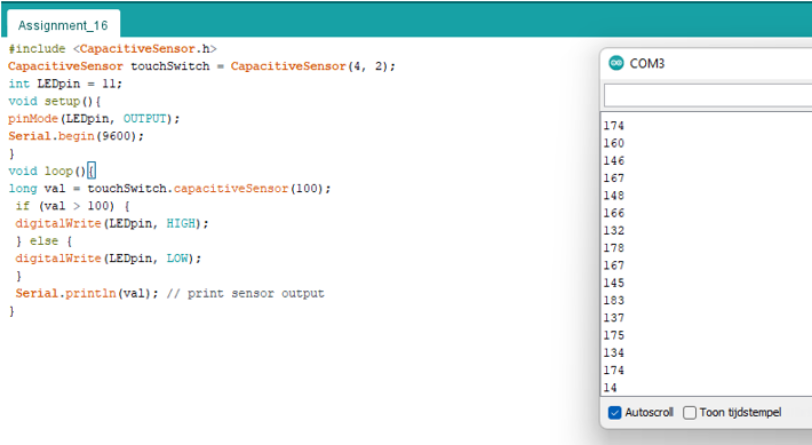 Assignment_16
#include <CapacitiveSensor.h>
CapacitiveSensor touchSwitch = CapacitiveSensor(4, 2);
int LEDpin = 11;
void setup(){
pinMode(LEDpin, OUTPUT);
Serial.begin(9600);
}
void loop(){
long val = touchSwitch.capacitiveSensor(100);
if (val > 100) {
digitalWrite(LEDpin, HIGH);
} else {
digitalWrite(LEDpin, LOW);
}
Serial.println(val); // print sensor output
}
COM3
174
160
146
167
148
166
132
178
167
145
183
137
175
134
174
14
Autoscroll Toon tijdstempel